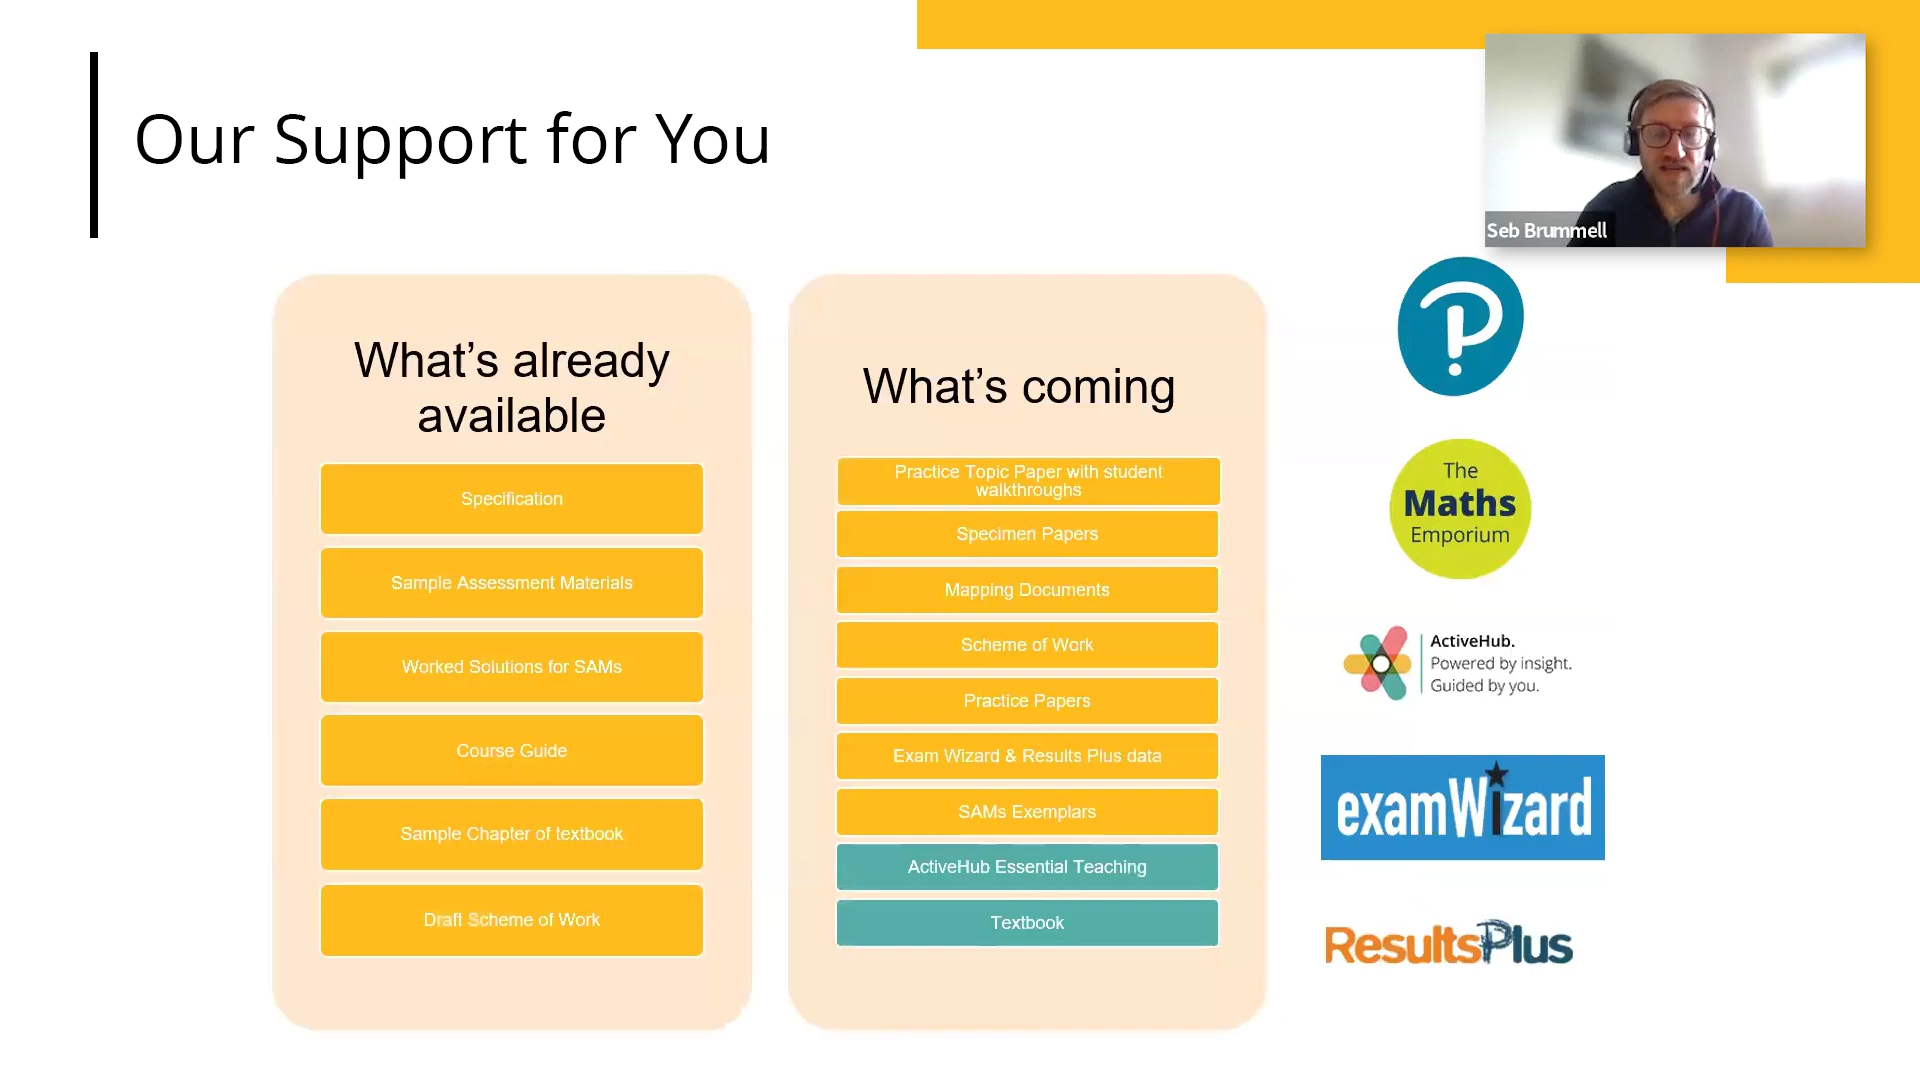 Our Support for You
Seb Brummell
What’s already
available
Specification
Sample Assessment Materials
Worked Solutions for SAMs
Course Guide
Sample Chapter of textbook
Draft Scheme of Work
What’s coming
Practice Topic Paper with student
walkthroughs
Specimen Papers
Mapping Documents
Scheme of Work
Practice Papers
Exam Wizard & Results Plus data
SAMs Exemplars
ActiveHub Essential Teaching
Textbook
The
Maths
Emporium
ActiveHub.
Powered by insight.
Guided by you.
examWizard
ResultsPlus